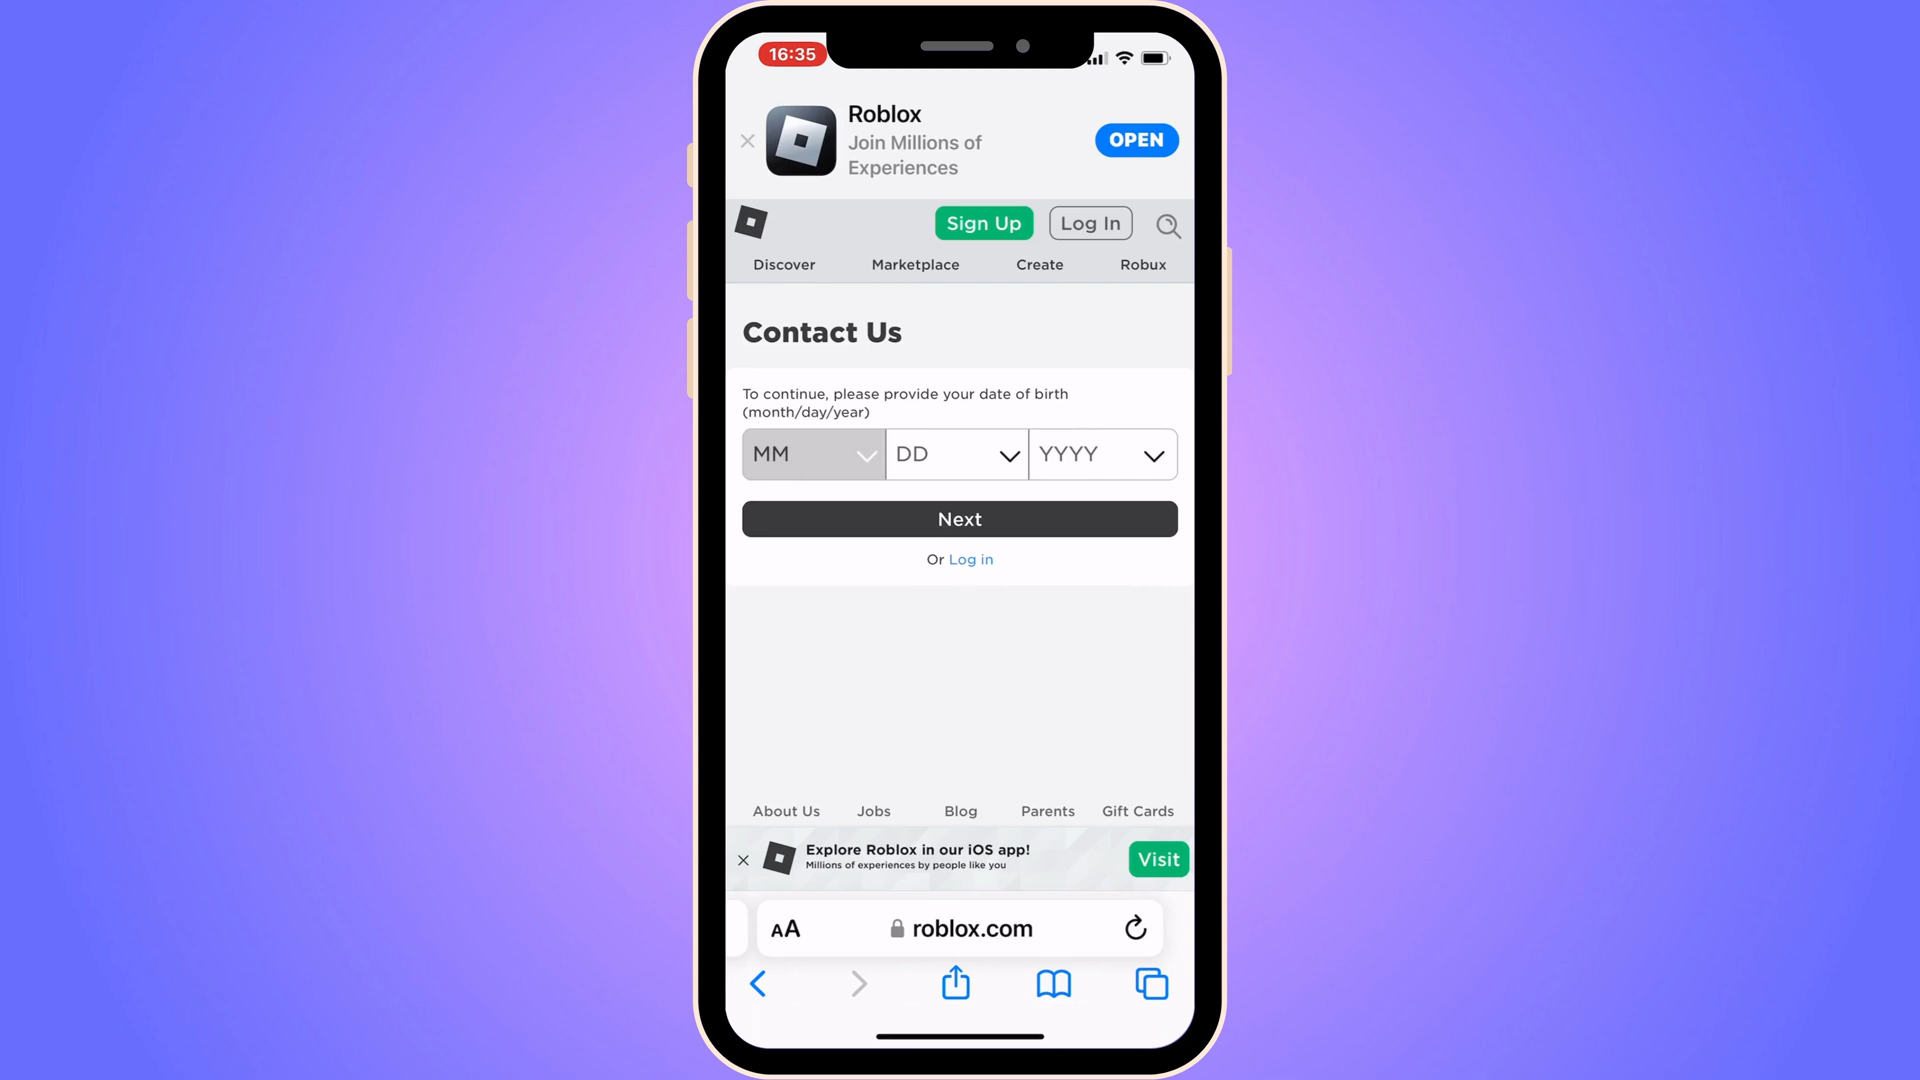 16:35
Roblox
Join Millions of
Experiences
OPEN
Sign Up
Log In
Discover
Marketplace
Create
Robux
Contact Us
To continue, please provide your date of birth
(month/day/year)
MM
DD
YYYY
Next
Or Log in
About Us
Jobs
Blog
Parents
Gift Cards
Explore Roblox in our iOS app!
Millions of experiences by people like you
Visit
AA
roblox.com